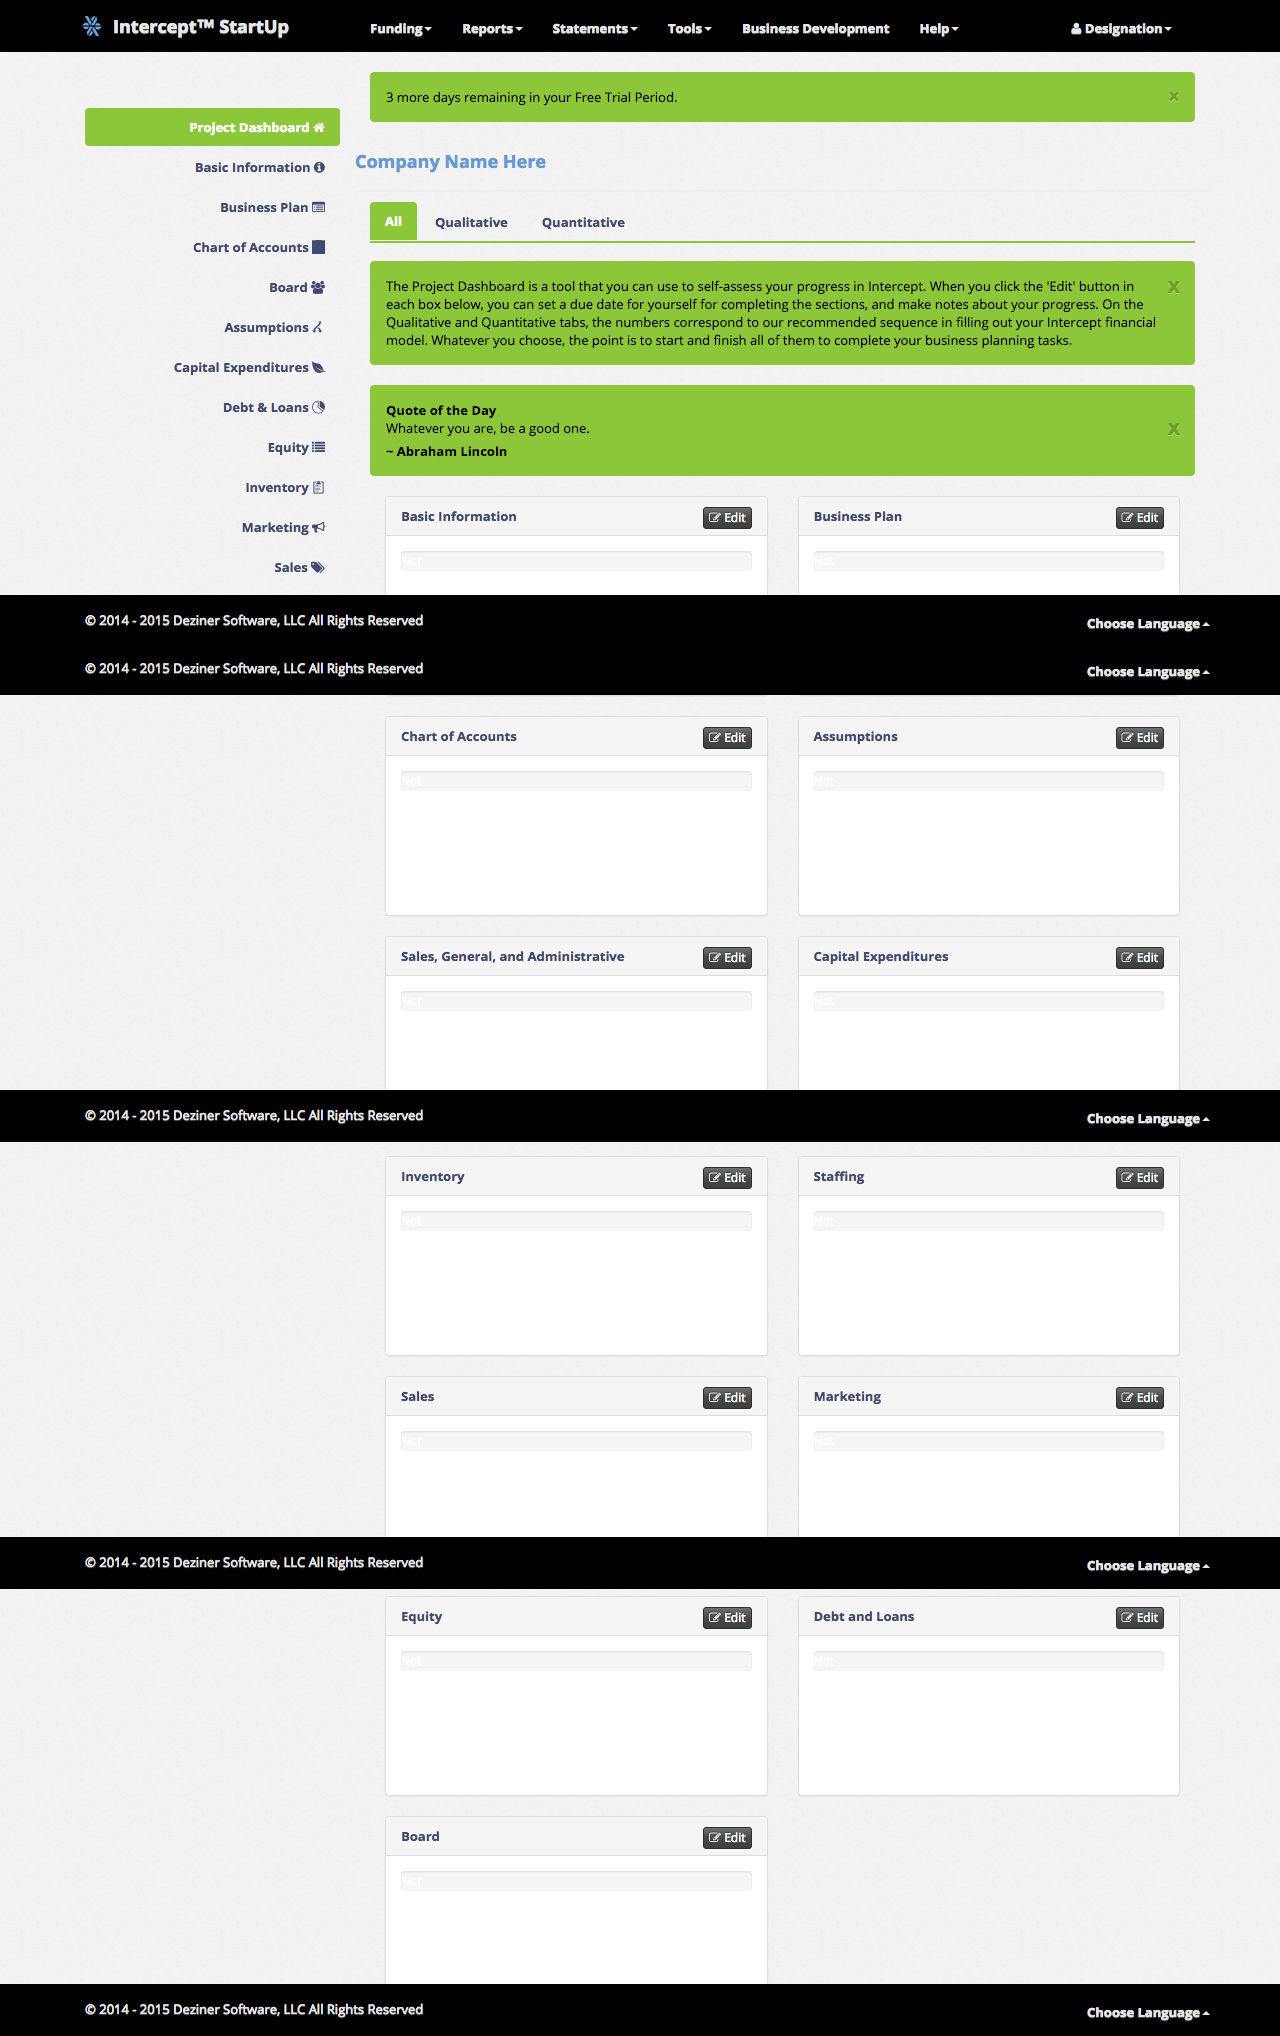 Intercept™ StartUp
Funding
Reports
Statements
Tools
Business Development
Help
Designation
3 more days remaining in your Free Trial Period.
×
Project Dashboard
Basic Information
Business Plan
Chart of Accounts
Board
Assumptions
Capital Expenditures
Debt & Loans
Equity
Inventory
Marketing
Sales
Company Name Here
All
Qualitative
Quantitative
The Project Dashboard is a tool that you can use to self-assess your progress in Intercept. When you click the 'Edit' button in
each box below, you can set a due date for yourself for completing the sections, and make notes about your progress. On the
Qualitative and Quantitative tabs, the numbers correspond to our recommended sequence in filling out your Intercept financial
model. Whatever you choose, the point is to start and finish all of them to complete your business planning tasks.
X
Quote of the Day
Whatever you are, be a good one.
~ Abraham Lincoln
X
Basic Information
Edit
Not
Business Plan
Edit
Not
© 2014 - 2015 Deziner Software, LLC All Rights Reserved
Choose Language
© 2014 - 2015 Deziner Software, LLC All Rights Reserved
Choose Language
Chart of Accounts
Edit
Not
Assumptions
Edit
Not
Sales, General, and Administrative
Edit
Not
Capital Expenditures
Edit
Not
© 2014 - 2015 Deziner Software, LLC All Rights Reserved
Choose Language
Inventory
Edit
Not
Staffing
Edit
Not
Sales
Edit
Not
Marketing
Edit
Not
© 2014 - 2015 Deziner Software, LLC All Rights Reserved
Choose Language
Equity
Edit
Not
Debt and Loans
Edit
Not
Board
Edit
Not
© 2014 - 2015 Deziner Software, LLC All Rights Reserved
Choose Language